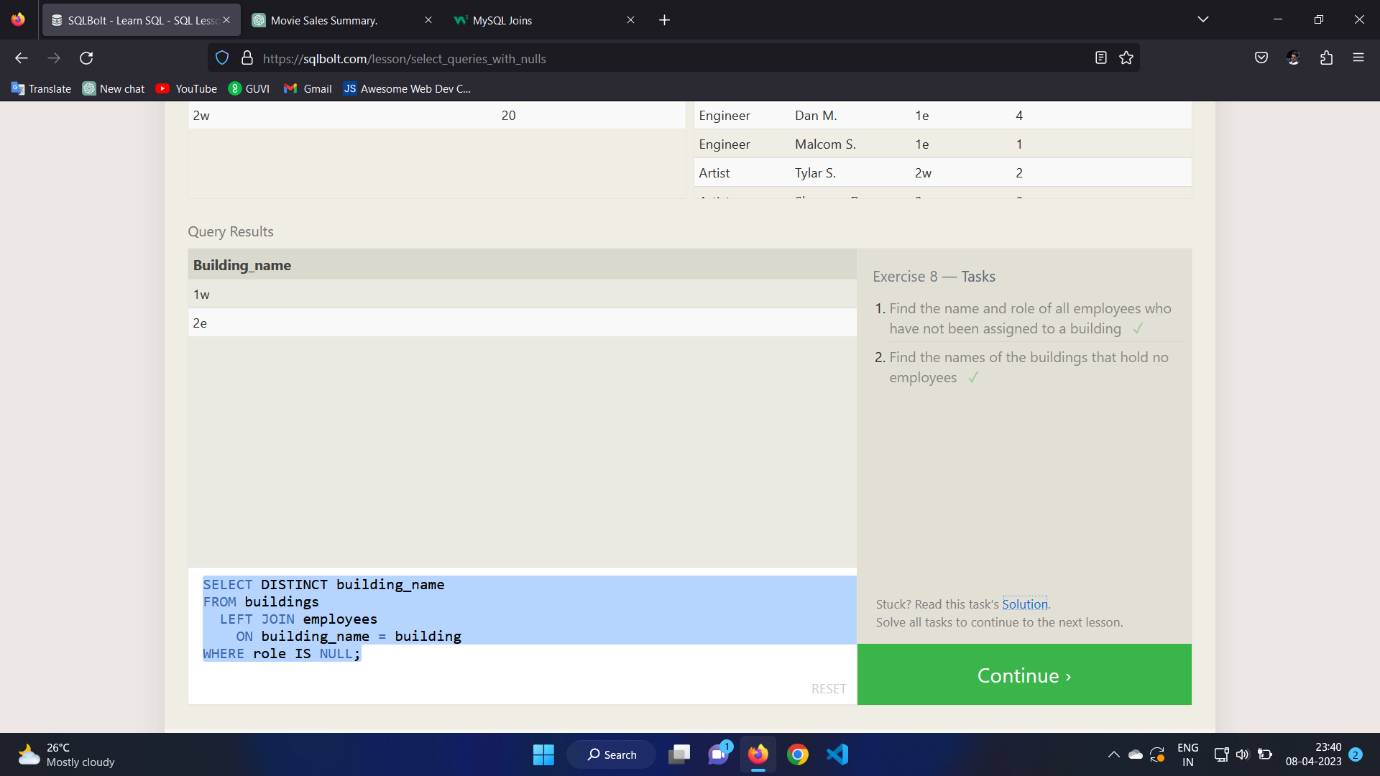 SQLBolt - Learn SQL - SQL Less
Movie Sales Summary.
MySQL Joins
https://sqlbolt.com/lesson/select_queries_with_nulls
Translate New chat YouTube GUVI Gmail JS Awesome Web Dev C...
2w 20
Engineer Dan M. 1e 4
Engineer Malcom S. 1e 1
Artist Tylar S. 2w 2
Query Results
Building_name
1w
2e
Exercise 8 — Tasks
1. Find the name and role of all employees who
have not been assigned to a building ✓
2. Find the names of the buildings that hold no
employees ✓
SELECT DISTINCT building_name
FROM buildings
LEFT JOIN employees
ON building_name = building
WHERE role IS NULL;
RESET
Stuck? Read this task's Solution.
Solve all tasks to continue to the next lesson.
Continue ›
26°C
Mostly cloudy
Search
1
ENG
IN
23:40
08-04-2023
2